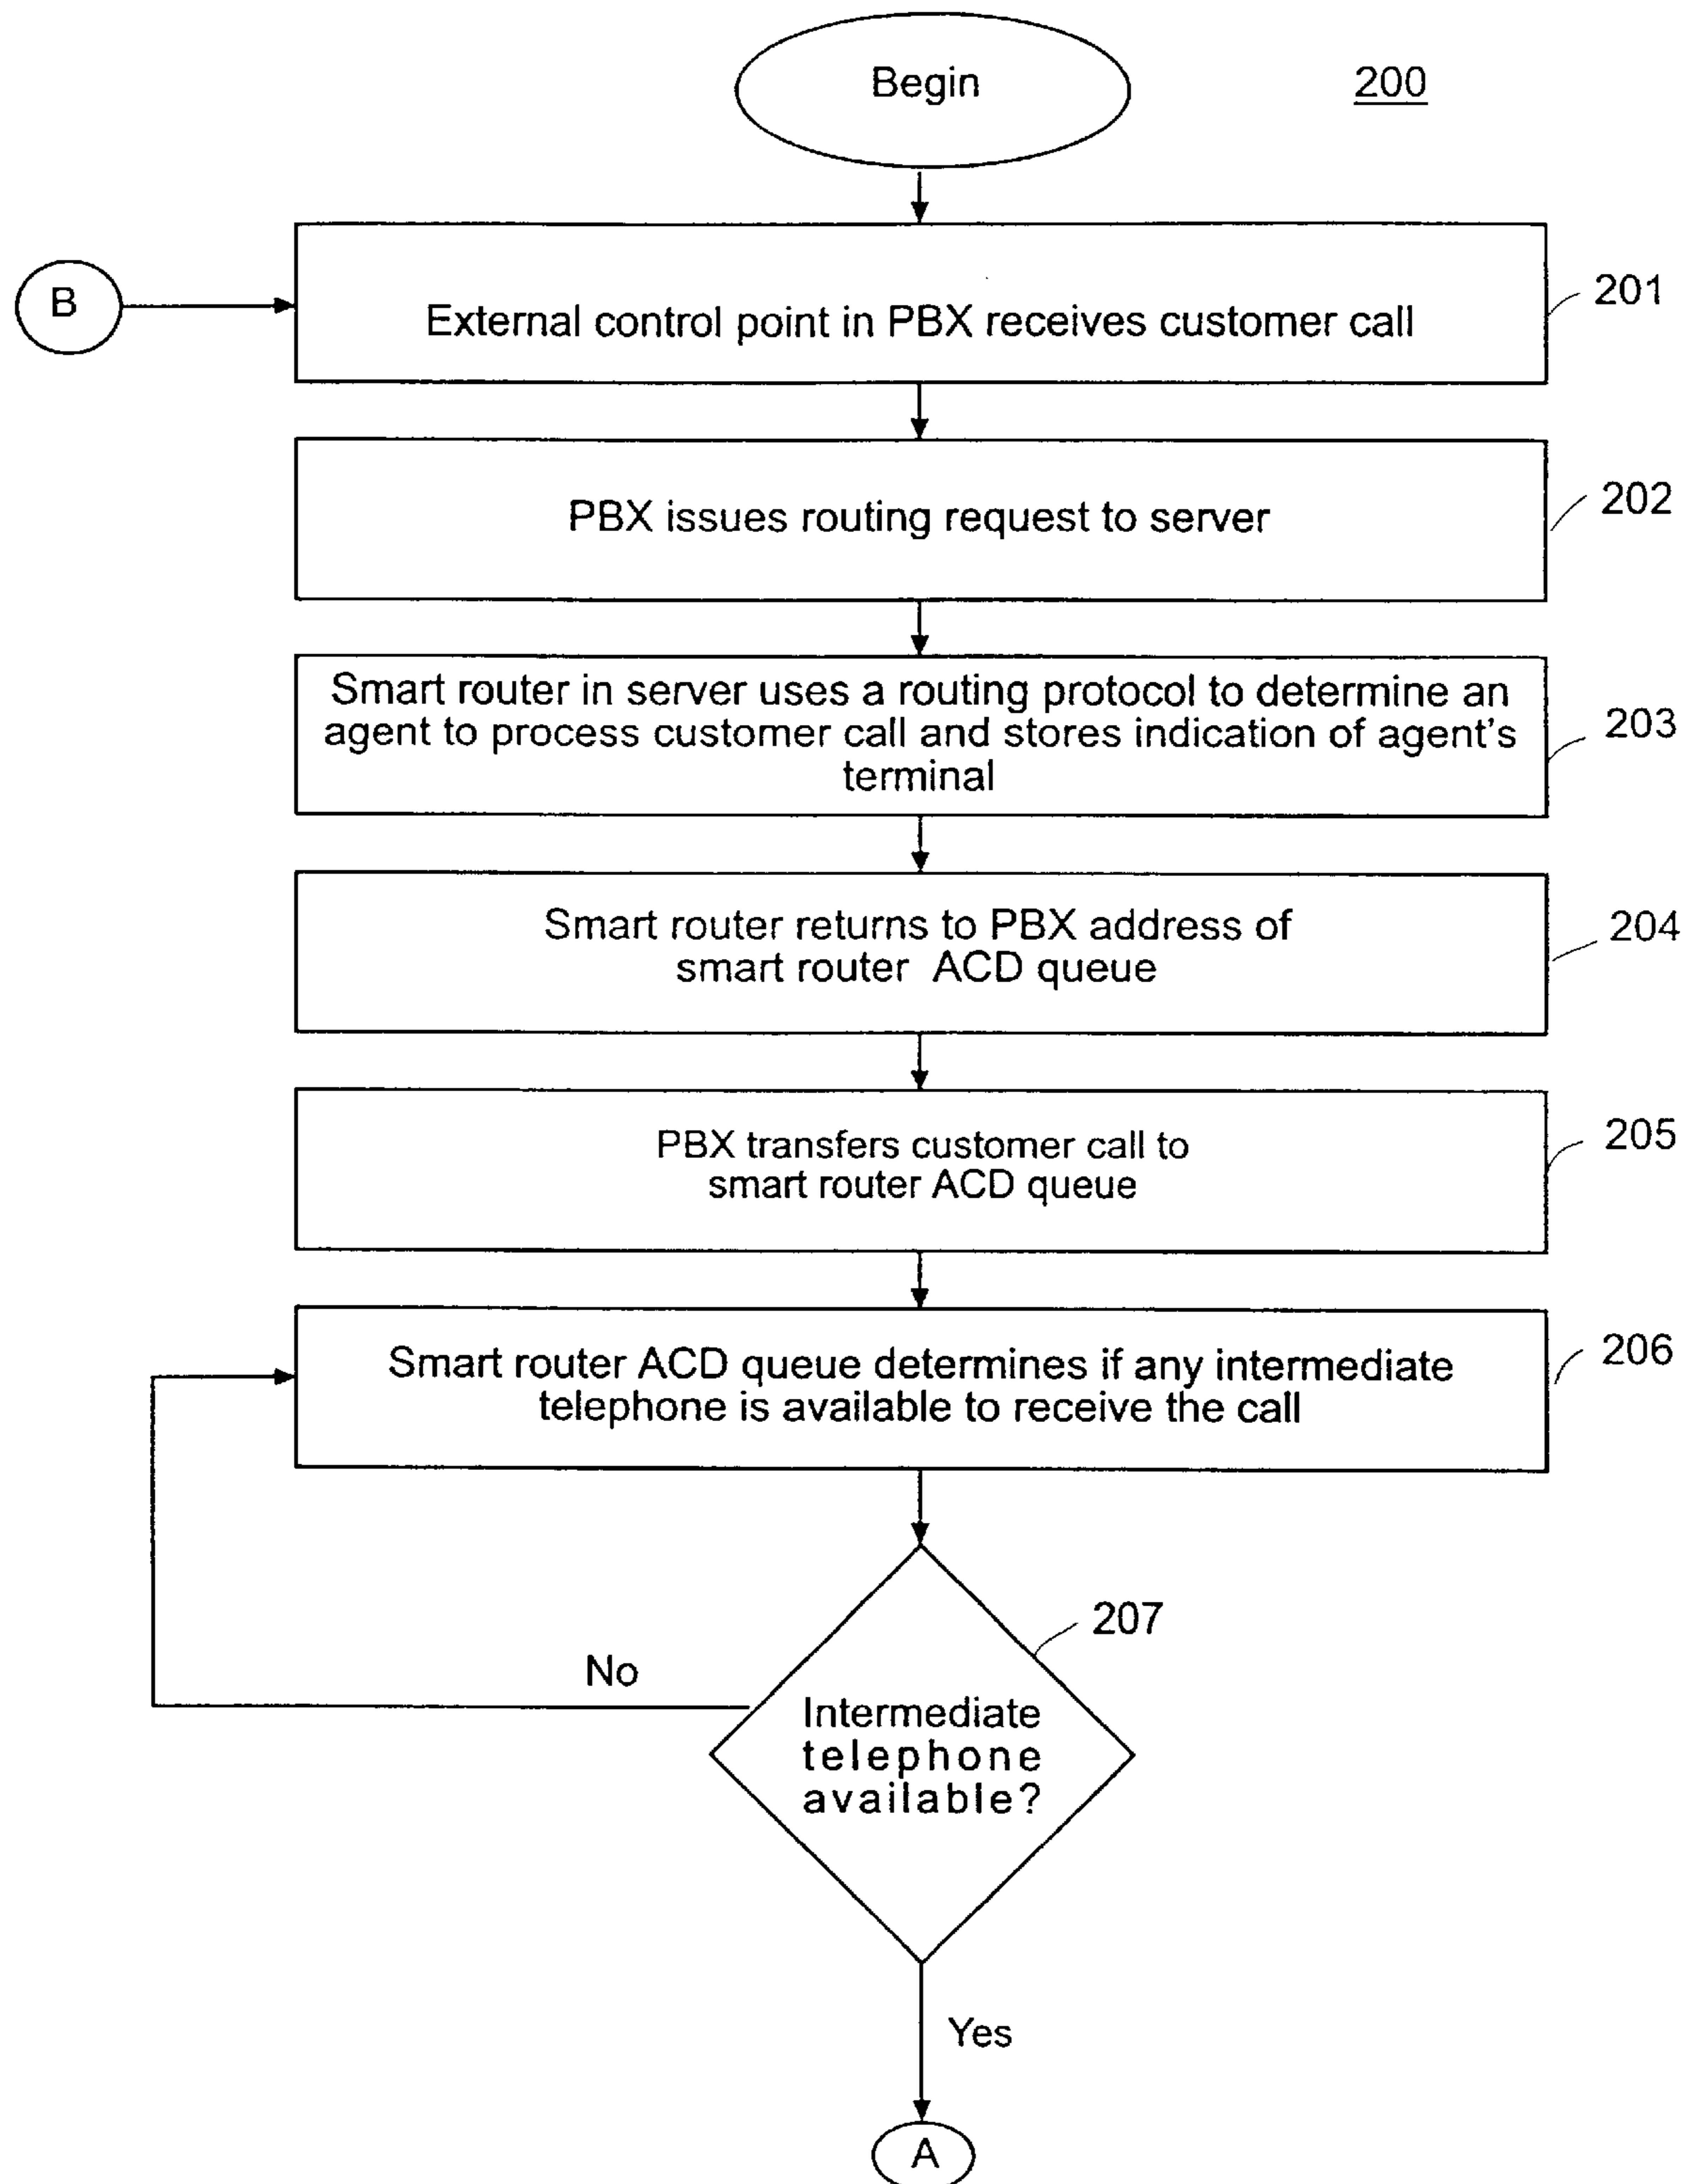 Begin
200
B
External control point in PBX receives customer call
201
PBX issues routing request to server
202
Smart router in server uses a routing protocol to determine an
agent to process customer call and stores indication of agent's
terminal
203
Smart router returns to PBX address of
smart router ACD queue
204
PBX transfers customer call to
smart router ACD queue
205
Smart router ACD queue determines if any intermediate
telephone is available to receive the call
206
207
No
Intermediate
telephone
available?
Yes
A